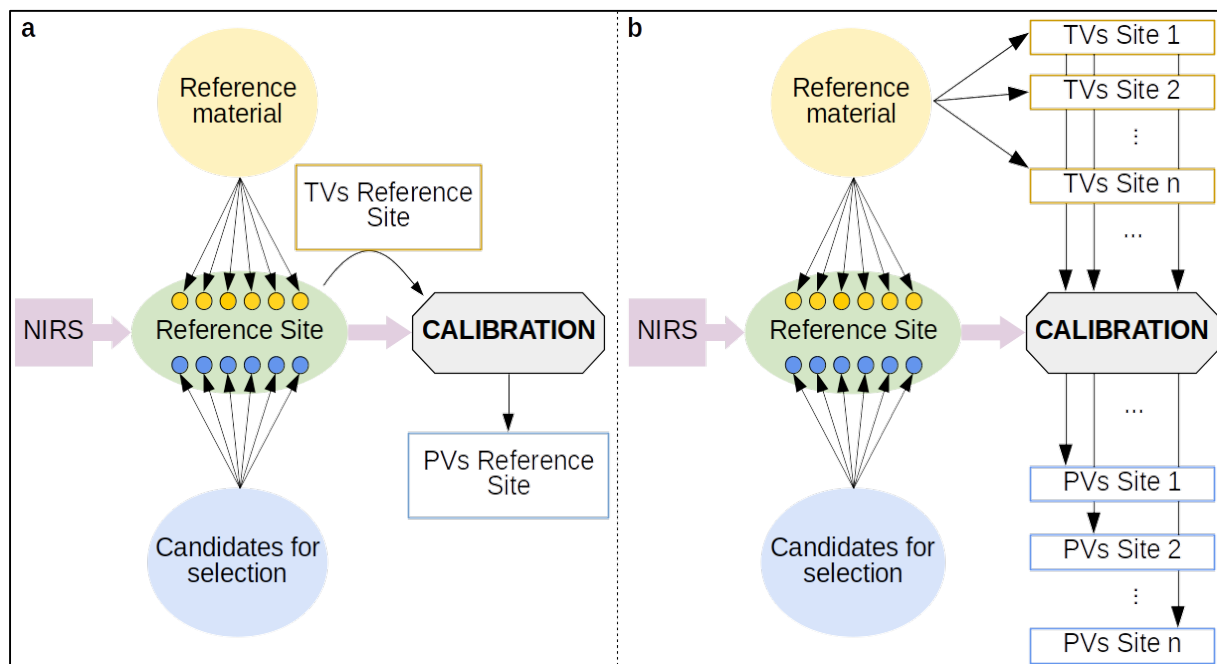 a
Reference
material
TVs Reference
Site
NIRS
Reference Site
CALIBRATION
PVs Reference
Site
Candidates for
selection
b
Reference
material
TVs Site 1
TVs Site 2
...
TVs Site n
...
NIRS
Reference Site
CALIBRATION
...
PVs Site 1
PVs Site 2
...
PVs Site n
Candidates for
selection